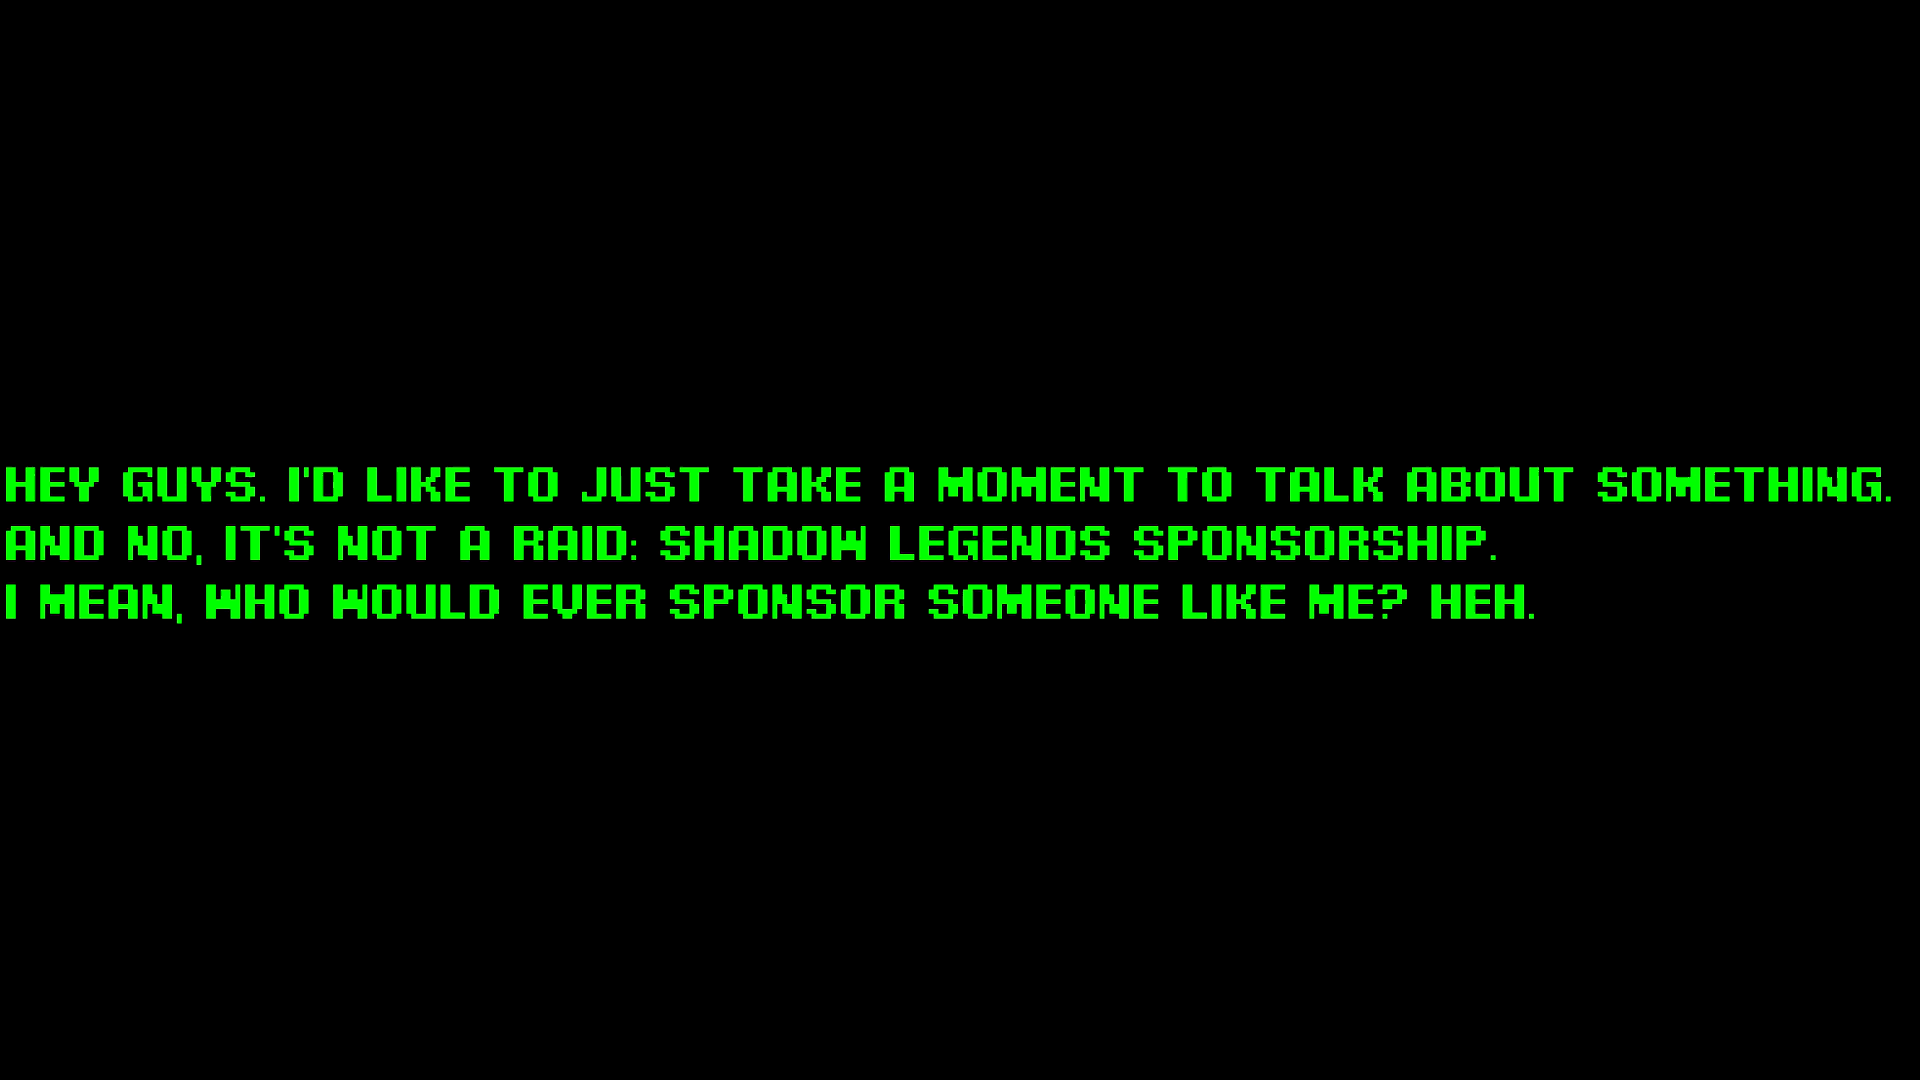 HEY GUYS. I'D LIKE TO JUST TAKE A MOMENT TO TALK ABOUT SOMETHING.
AND NO, IT'S NOT A RAID: SHADOW LEGENDS SPONSORSHIP.
I MEAN, WHO WOULD EVER SPONSOR SOMEONE LIKE ME? HEH.